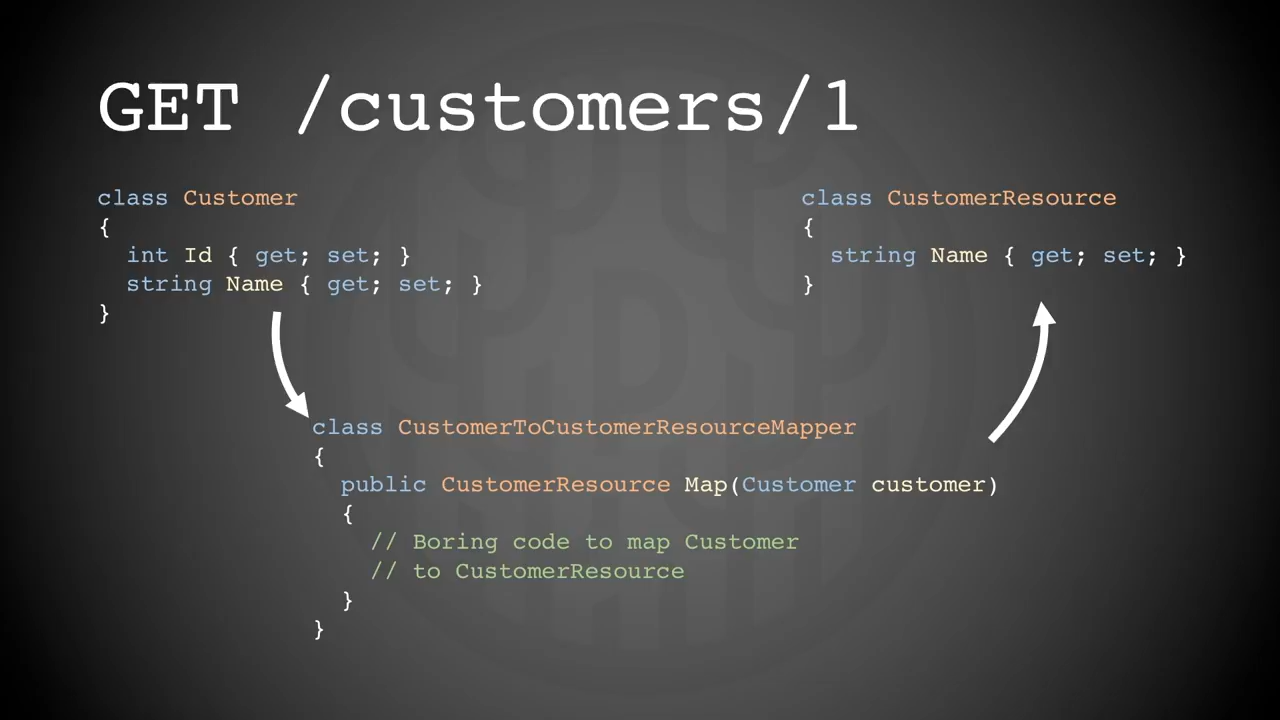 GET /customers/1
class Customer
{
  int Id { get; set; }
  string Name { get; set; }
}
class CustomerResource
{
  string Name { get; set; }
}
class CustomerToCustomerResourceMapper
{
  public CustomerResource Map(Customer customer)
  {
    // Boring code to map Customer
    // to CustomerResource
  }
}